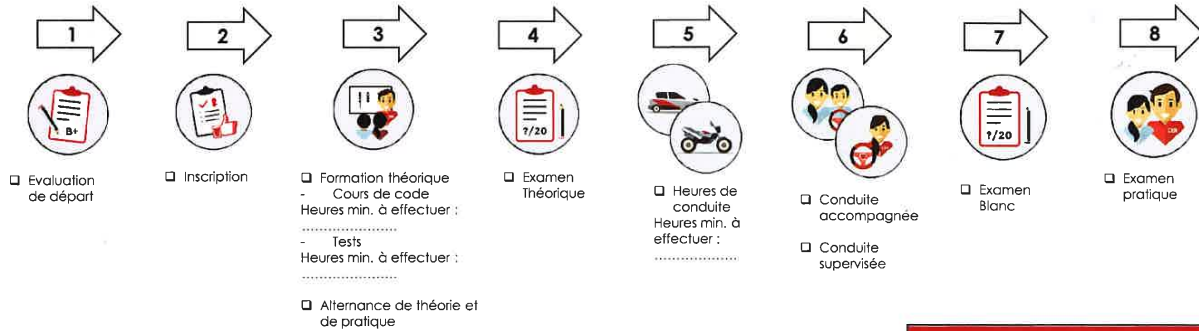 1
2
3
4
5
6
7
8
B+
?/20
?/20
❑ Evaluation
de départ
❑ Inscription
❑ Formation théorique
- Cours de code
Heures min. à effectuer :
........................
- Tests
Heures min. à effectuer :
........................
❑ Alternance de théorie et
de pratique
❑ Examen
Théorique
❑ Heures de
conduite
Heures min. à
effectuer :
.....................
❑ Conduite
accompagnée
❑ Conduite
supervisée
❑ Examen
Blanc
❑ Examen
pratique